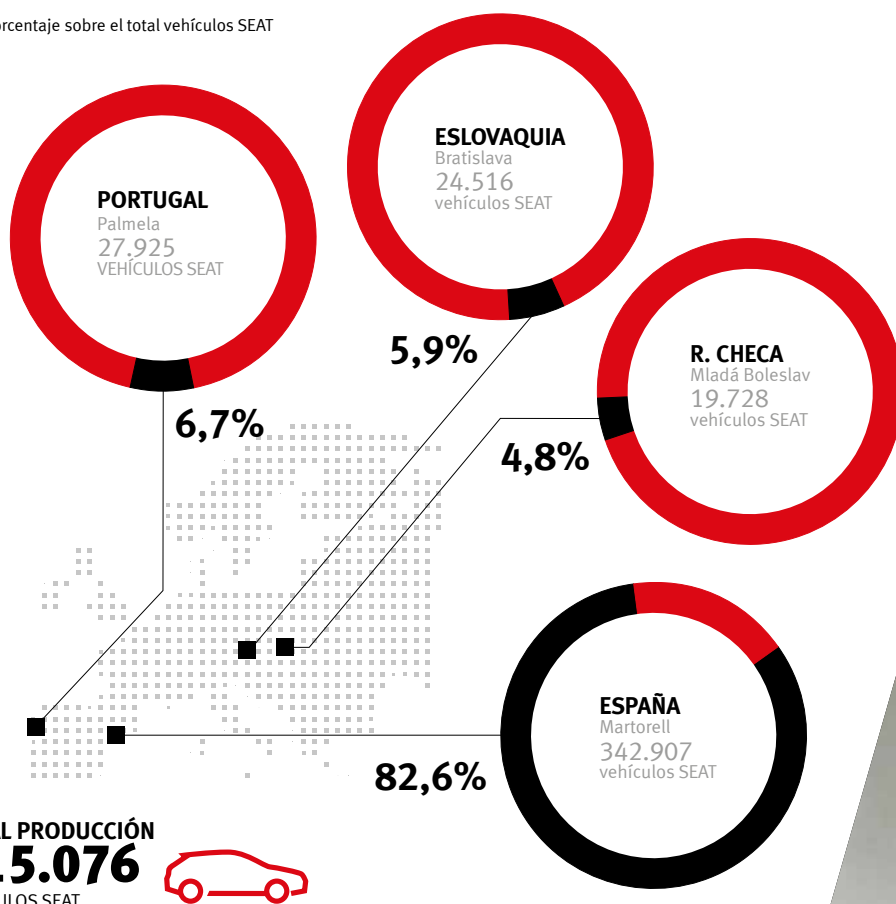 orcentaje sobre el total vehículos SEAT
PORTUGAL
Palmela
27.925
VEHÍCULOS SEAT
6,7%
ESLOVAQUIA
Bratislava
24.516
vehículos SEAT
5,9%
R. CHECA
Mladá Boleslav
19.728
vehículos SEAT
4,8%
ESPAÑA
Martorell
342.907
vehículos SEAT
82,6%
L PRODUCCIÓN
5.076
ULOS SEAT